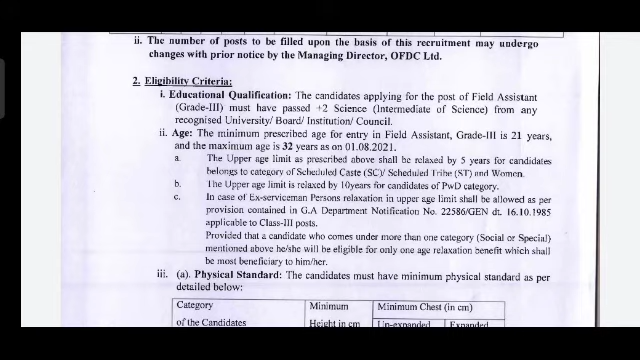 ii. The number of posts to be filled upon the basis of this recruitment may undergo
changes with prior notice by the Managing Director, OFDC Ltd.
2. Eligibility Criteria:
i. Educational Qualification: The candidates applying for the post of Field Assistant
(Grade-III) must have passed +2 Science (Intermediate of Science) from any
recognised University/ Board/ Institution/ Council.
ii. Age: The minimum prescribed age for entry in Field Assistant, Grade-III is 21 years,
and the maximum age is 32 years as on 01.08.2021.
a. The Upper age limit as prescribed above shall be relaxed by 5 years for candidates
belongs to category of Scheduled Caste (SC)/ Scheduled Tribe (ST) and Women.
b. The Upper age limit is relaxed by 10years for candidates of PwD category.
c. In case of Ex-serviceman Persons relaxation in upper age limit shall be allowed as per
provision contained in G.A Department Notification No. 22586/GEN dt. 16.10.1985
applicable to Class-III posts.
Provided that a candidate who comes under more than one category (Social or Special)
mentioned above he/she will be eligible for only one age relaxation benefit which shall
be most beneficiary to him/her.
iii. (a). Physical Standard: The candidates must have minimum physical standard as per
detailed below:
Category Minimum Minimum Chest (in cm)
of the Candidates Height in cm Un-expanded Expanded